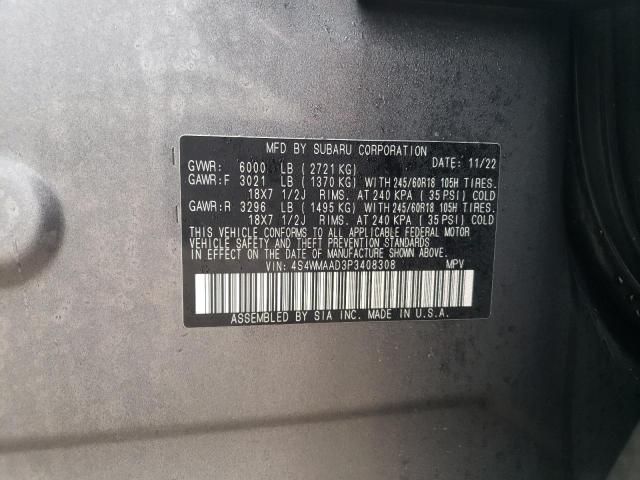 MFD BY SUBARU CORPORATION
GVWR: 6000 LB ( 2721 KG) DATE: 11/22
GAWR:F 3021 LB ( 1370 KG) WITH 245/60R18 105H TIRES.
18X7 1/2J RIMS. AT 240 KPA ( 35 PSI) COLD
GAWR:R 3296 LB ( 1495 KG) WITH 245/60R18 105H TIRES.
18X7 1/2J RIMS. AT 240 KPA ( 35 PSI) COLD
THIS VEHICLE CONFORMS TO ALL APPLICABLE FEDERAL MOTOR
VEHICLE SAFETY AND THEFT PREVENTION STANDARDS
IN EFFECT ON THE DATE OF MANUFACTURE SHOWN ABOVE.
VIN: 4S4WMAAD3P3408308 MPV
ASSEMBLED BY SIA INC. MADE IN U.S.A.